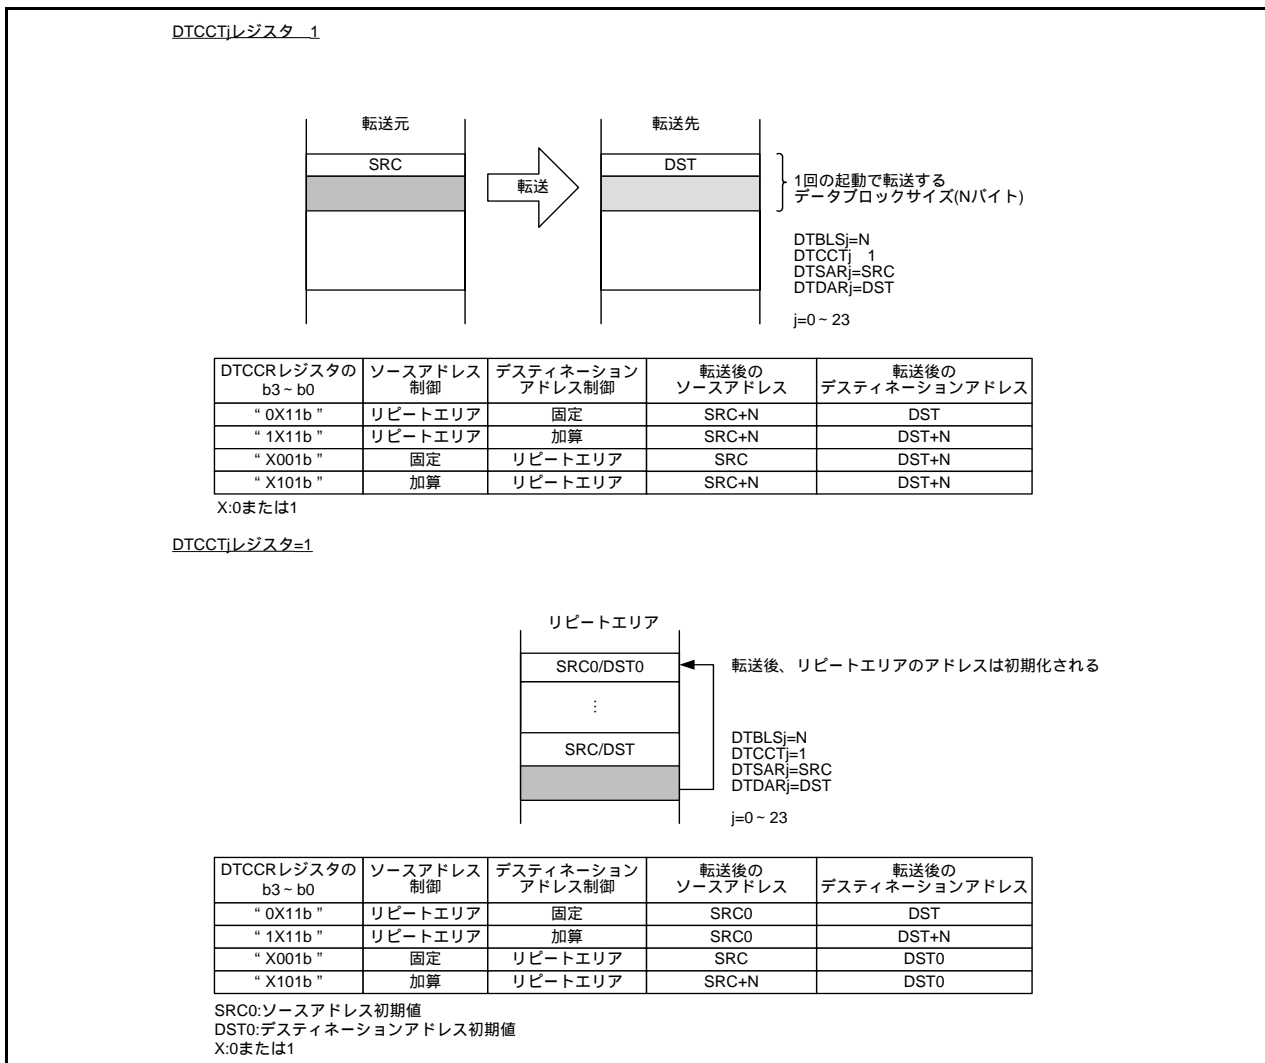 DTCCTjレジスタ 1
転送元
転送先
SRC
転送
DST
1回の起動で転送する
データブロックサイズ(Nバイト)
DTBLSj=N
DTCCTj 1
DTSARj=SRC
DTDARj=DST
j=0~23
DTCCRレジスタの b3~b0 ソースアドレス制御 デスティネーションアドレス制御 転送後のソースアドレス 転送後のデスティネーションアドレス
“0X11b” リピートエリア 固定 SRC+N DST
“1X11b” リピートエリア 加算 SRC+N DST+N
“X001b” 固定 リピートエリア SRC DST+N
“X101b” 加算 リピートエリア SRC+N DST+N
X:0または1
DTCCTjレジスタ=1
リピートエリア
SRC0/DST0
転送後、リピートエリアのアドレスは初期化される
⋮
SRC/DST
DTBLSj=N
DTCCTj=1
DTSARj=SRC
DTDARj=DST
j=0~23
DTCCRレジスタの b3~b0 ソースアドレス制御 デスティネーションアドレス制御 転送後のソースアドレス 転送後のデスティネーションアドレス
“0X11b” リピートエリア 固定 SRC0 DST
“1X11b” リピートエリア 加算 SRC0 DST+N
“X001b” 固定 リピートエリア SRC DST0
“X101b” 加算 リピートエリア SRC+N DST0
SRC0:ソースアドレス初期値
DST0:デスティネーションアドレス初期値
X:0または1